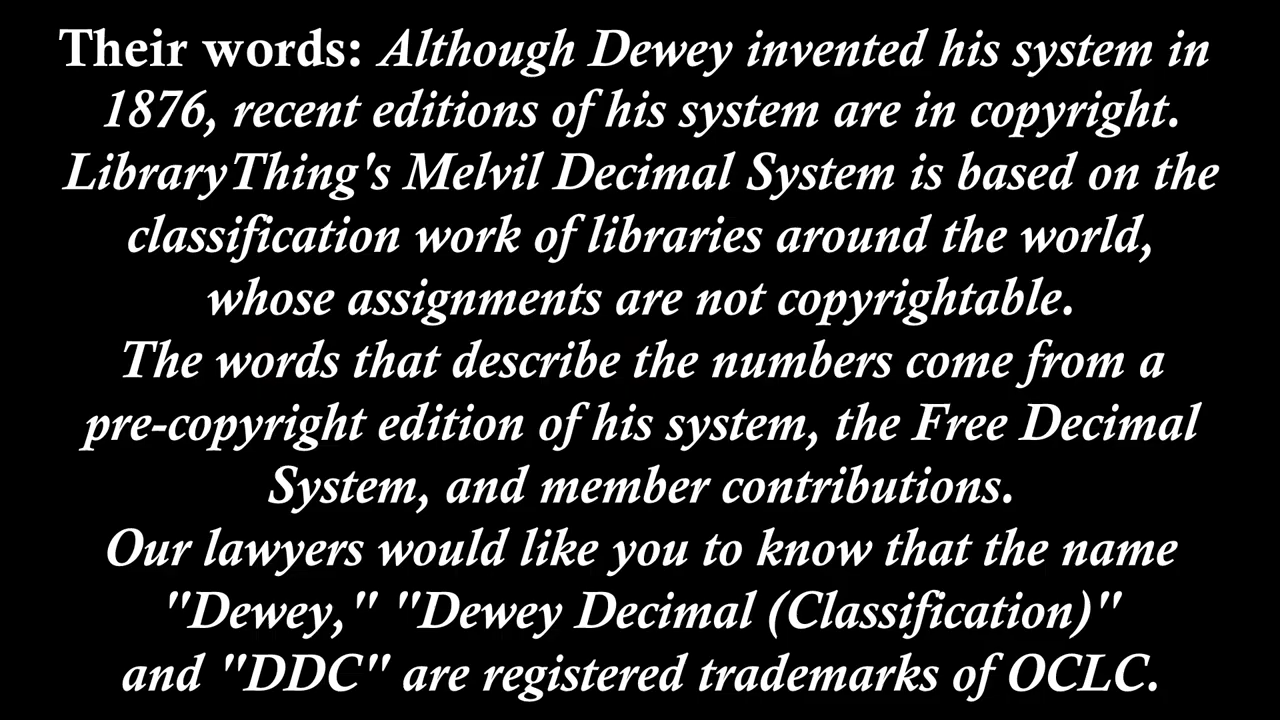 Their words: Although Dewey invented his system in
1876, recent editions of his system are in copyright.
LibraryThing's Melvil Decimal System is based on the
classification work of libraries around the world,
whose assignments are not copyrightable.
The words that describe the numbers come from a
pre-copyright edition of his system, the Free Decimal
System, and member contributions.
Our lawyers would like you to know that the name
"Dewey," "Dewey Decimal (Classification)"
and "DDC" are registered trademarks of OCLC.